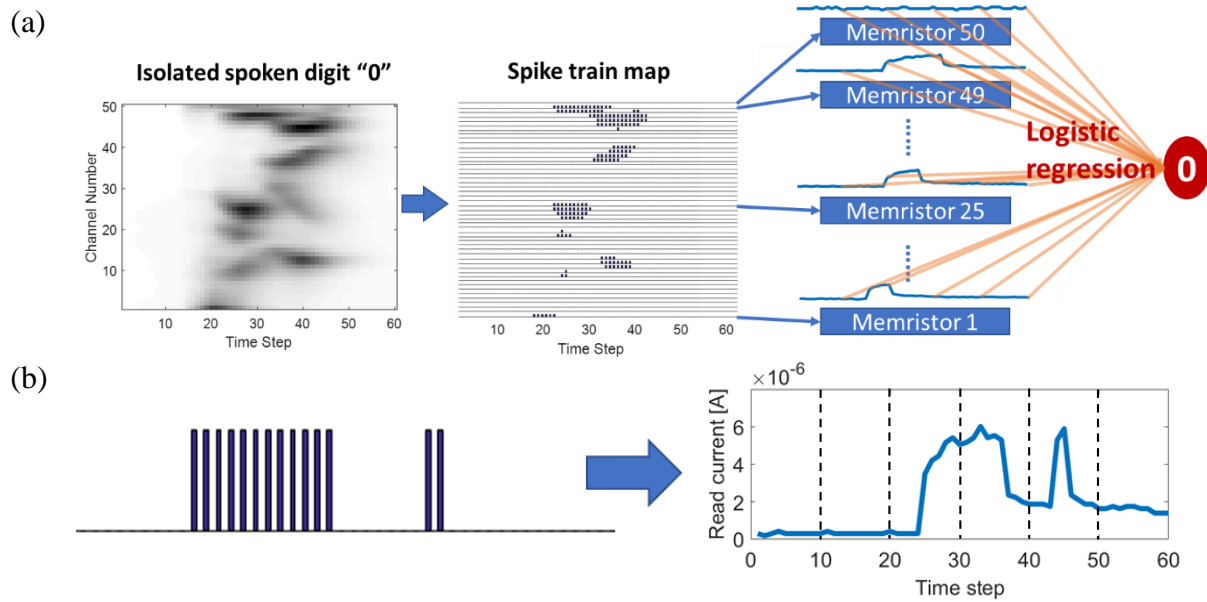 (a)
Isolated spoken digit “0”
Channel Number
50
40
30
20
10
10 20 30 40 50 60
Time Step
Spike train map
10 20 30 40 50 60
Time Step
Memristor 50
Memristor 49
Memristor 25
Memristor 1
Logistic
regression
0
(b)
×10⁻⁶
Read current [A]
6
4
2
0
0 10 20 30 40 50 60
Time step